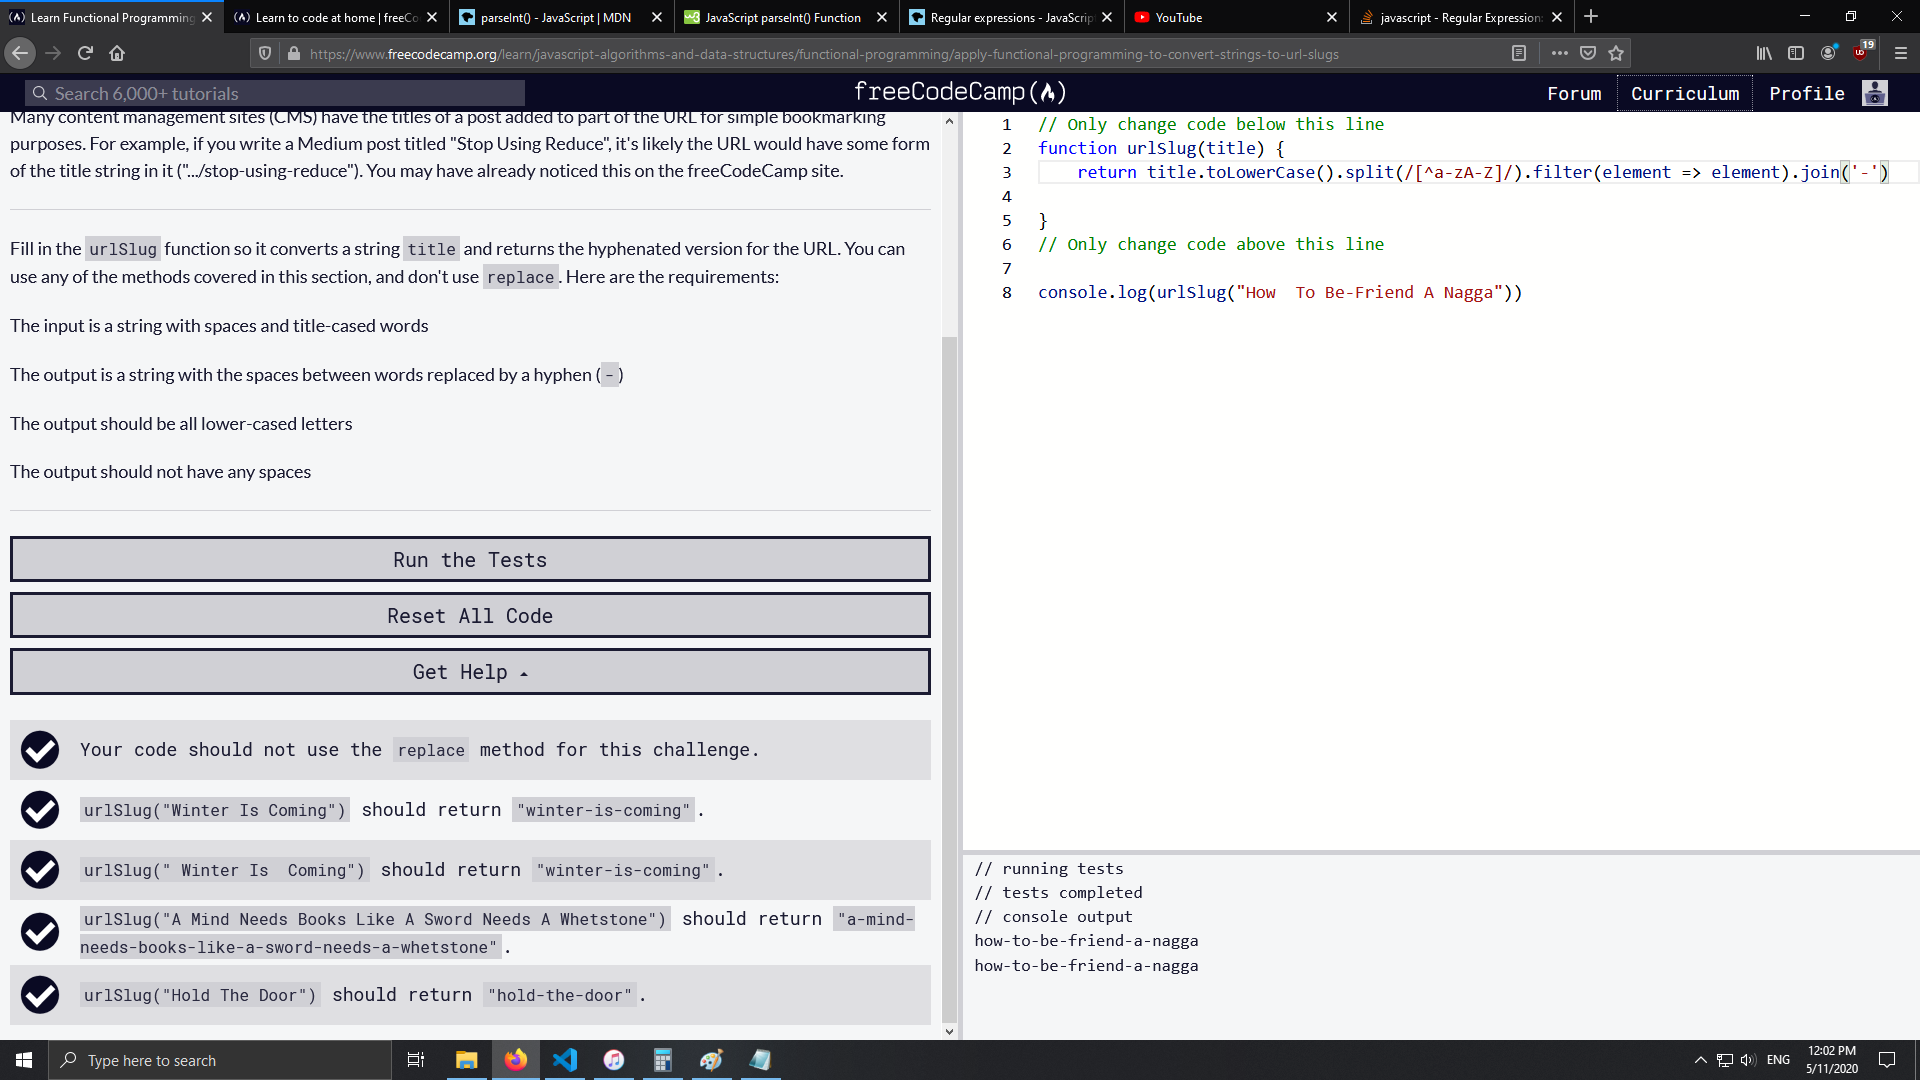 Learn Functional Programming
Learn to code at home | freeCo
parseInt() - JavaScript | MDN
JavaScript parseInt() Function
Regular expressions - JavaScrip
YouTube
javascript - Regular Expression
https://www.freecodecamp.org/learn/javascript-algorithms-and-data-structures/functional-programming/apply-functional-programming-to-convert-strings-to-url-slugs
19
Search 6,000+ tutorials
freeCodeCamp
Forum
Curriculum
Profile
Many content management sites (CMS) have the titles of a post added to part of the URL for simple bookmarking
purposes. For example, if you write a Medium post titled "Stop Using Reduce", it's likely the URL would have some form
of the title string in it (".../stop-using-reduce"). You may have already noticed this on the freeCodeCamp site.
Fill in the urlSlug function so it converts a string title and returns the hyphenated version for the URL. You can
use any of the methods covered in this section, and don't use replace. Here are the requirements:
The input is a string with spaces and title-cased words
The output is a string with the spaces between words replaced by a hyphen (-)
The output should be all lower-cased letters
The output should not have any spaces
Run the Tests
Reset All Code
Get Help
Your code should not use the replace method for this challenge.
urlSlug("Winter Is Coming") should return "winter-is-coming".
urlSlug(" Winter Is  Coming") should return "winter-is-coming".
urlSlug("A Mind Needs Books Like A Sword Needs A Whetstone") should return "a-mind-
needs-books-like-a-sword-needs-a-whetstone".
urlSlug("Hold The Door") should return "hold-the-door".
1 // Only change code below this line
2 function urlSlug(title) {
3 return title.toLowerCase().split(/[^a-zA-Z]/).filter(element => element).join('-')
4
5 }
6 // Only change code above this line
7
8 console.log(urlSlug("How  To Be-Friend A Nagga"))
// running tests
// tests completed
// console output
how-to-be-friend-a-nagga
how-to-be-friend-a-nagga
Type here to search
ENG
12:02 PM
5/11/2020